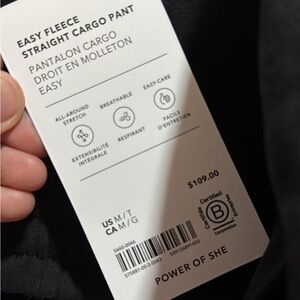 EASY FLEECE
STRAIGHT CARGO PANT
PANTALON CARGO
DROIT EN MOLLETON
EASY
ALL-AROUND
STRETCH
BREATHABLE
EASY-CARE
EXTENSIBILITÉ
INTÉGRALE
RESPIRANT
FACILE
D'ENTRETIEN
US M/T
CA M/G
$109.00
Certified
B
Corporation
Entreprise
POWER OF SHE